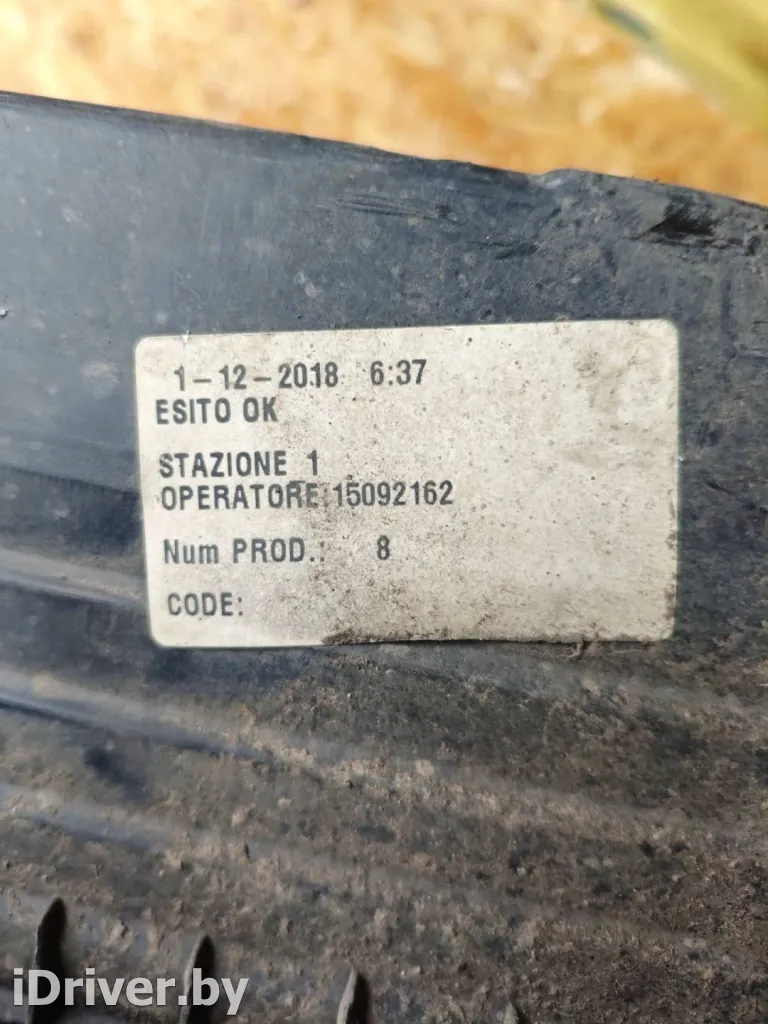 1-12-2018 6:37
ESITO OK
STAZIONE 1
OPERATORE:15092162
Num PROD.: 8
CODE:
iDriver.by